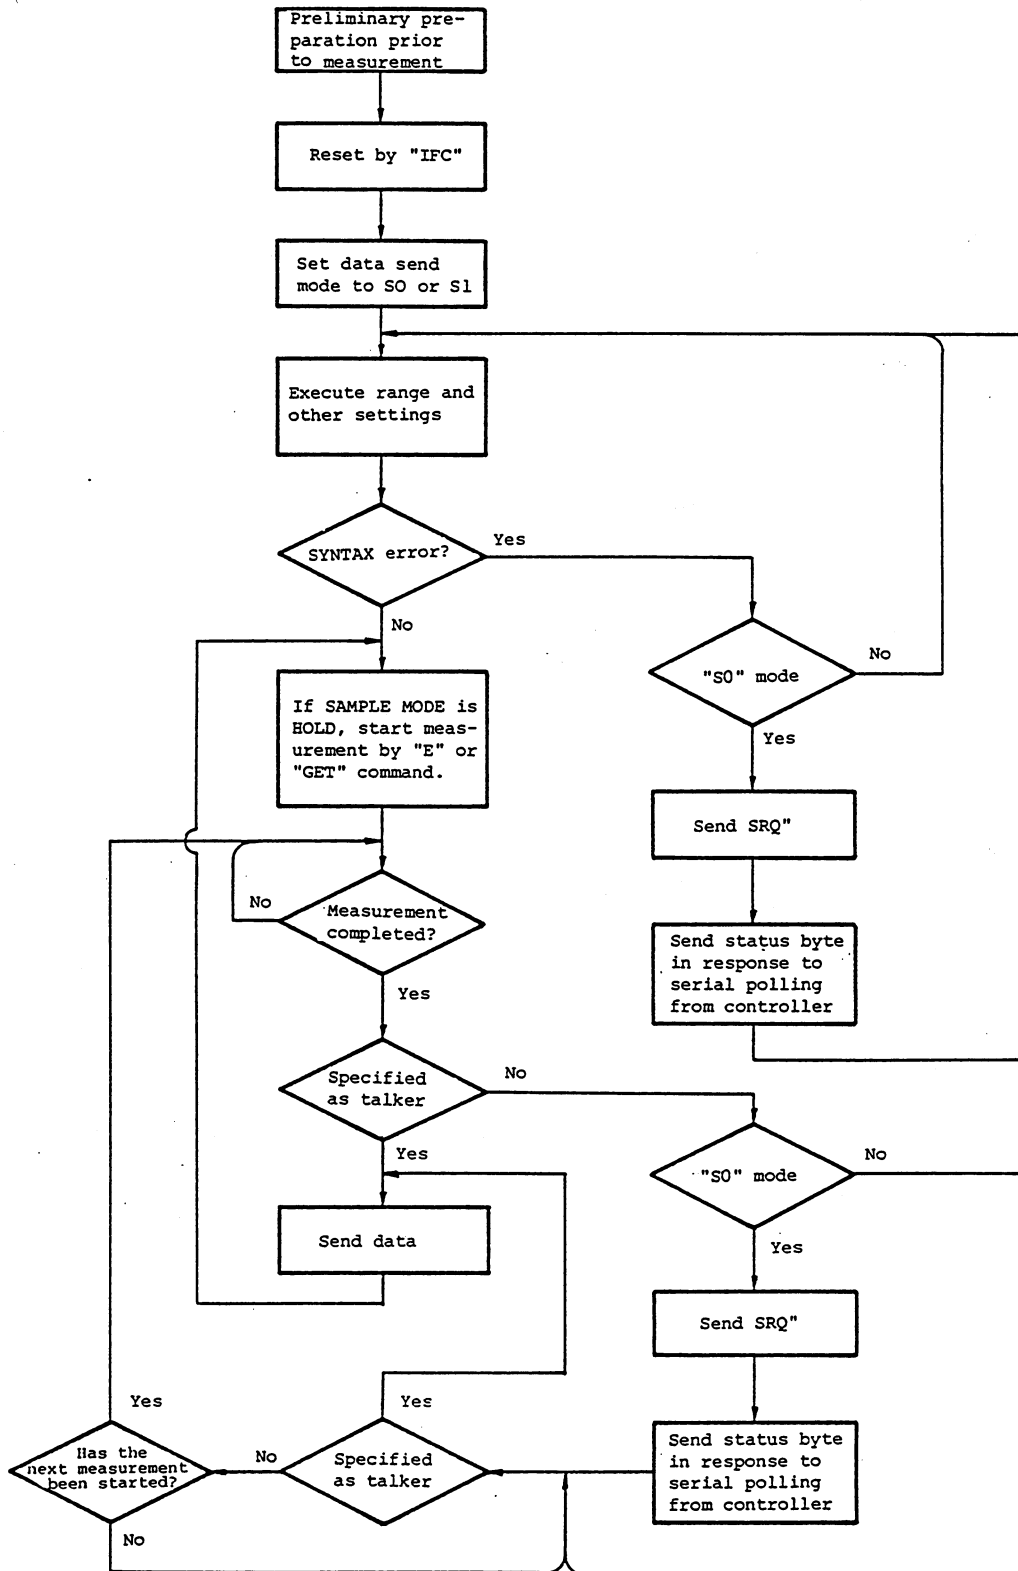 Preliminary pre-
paration prior
to measurement
Reset by "IFC"
Set data send
mode to SO or S1
Execute range and
other settings
SYNTAX error?
Yes
No
"S0" mode
No
Yes
If SAMPLE MODE is
HOLD, start meas-
urement by "E" or
"GET" command.
Send SRQ"
No
Measurement
completed?
Yes
Send status byte
in response to
serial polling
from controller
Specified
as talker
No
Yes
"S0" mode
No
Yes
Send data
Send SRQ"
Yes
Yes
Has the
next measurement
been started?
No
No
Specified
as talker
Send status byte
in response to
serial polling
from controller